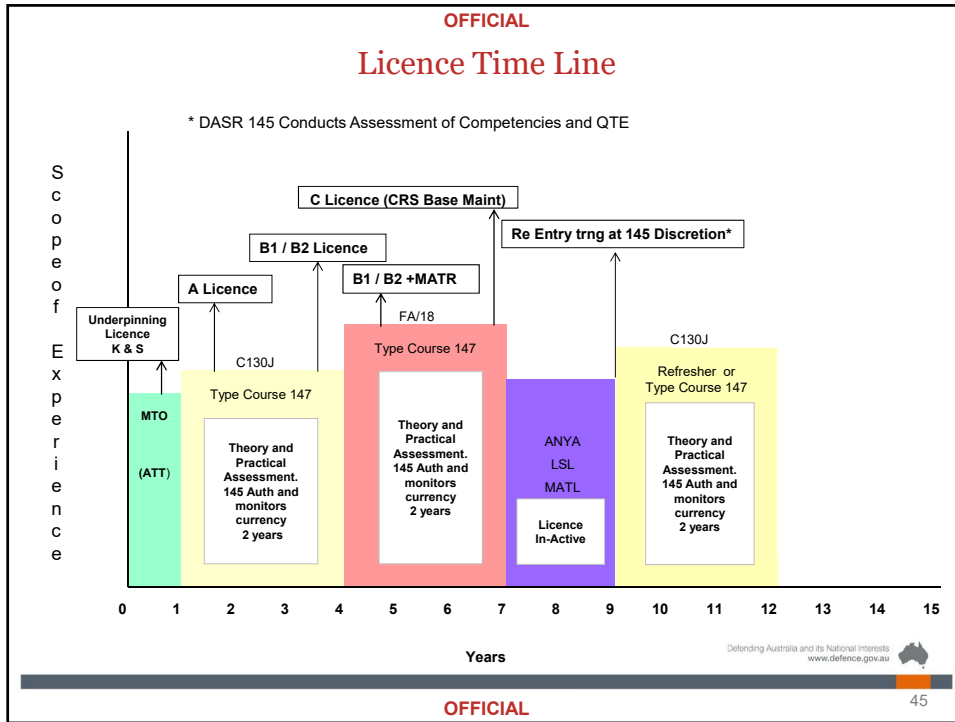 OFFICIAL
Licence Time Line
* DASR 145 Conducts Assessment of Competencies and QTE
Scopeof Experience
C Licence (CRS Base Maint)
Re Entry trng at 145 Discretion*
B1 / B2 Licence
B1 / B2 +MATR
A Licence
Underpinning
Licence
K & S
MTO
(ATT)
C130J
Type Course 147
Theory and
Practical
Assessment.
145 Auth and
monitors
currency
2 years
FA/18
Type Course 147
Theory and
Practical
Assessment.
145 Auth and
monitors
currency
2 years
ANYA
LSL
MATL
Licence
In-Active
C130J
Refresher or
Type Course 147
Theory and
Practical
Assessment.
145 Auth and
monitors
currency
2 years
0 1 2 3 4 5 6 7 8 9 10 11 12 13 14 15
Years
Defending Australia and its National Interests
www.defence.gov.au
45
OFFICIAL